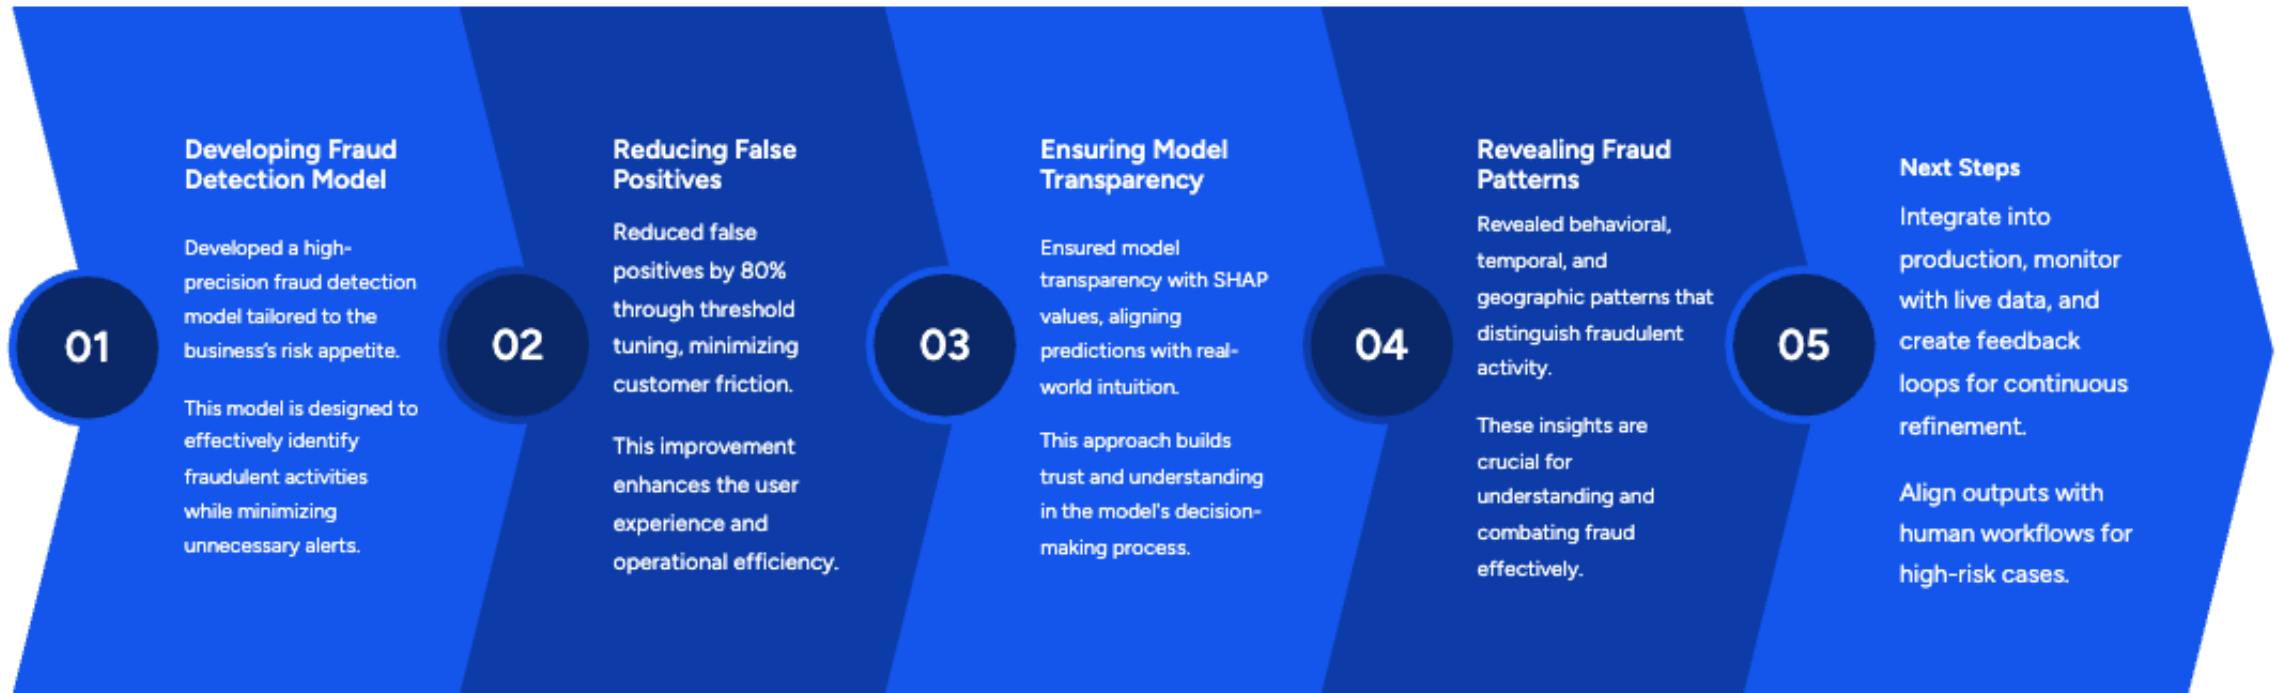 01
Developing Fraud
Detection Model
Developed a high-
precision fraud detection
model tailored to the
business's risk appetite.
This model is designed to
effectively identify
fraudulent activities
while minimizing
unnecessary alerts.
02
Reducing False
Positives
Reduced false
positives by 80%
through threshold
tuning, minimizing
customer friction.
This improvement
enhances the user
experience and
operational efficiency.
03
Ensuring Model
Transparency
Ensured model
transparency with SHAP
values, aligning
predictions with real-
world intuition.
This approach builds
trust and understanding
in the model's decision-
making process.
04
Revealing Fraud
Patterns
Revealed behavioral,
temporal, and
geographic patterns that
distinguish fraudulent
activity.
These insights are
crucial for
understanding and
combating fraud
effectively.
05
Next Steps
Integrate into
production, monitor
with live data, and
create feedback
loops for continuous
refinement.
Align outputs with
human workflows for
high-risk cases.